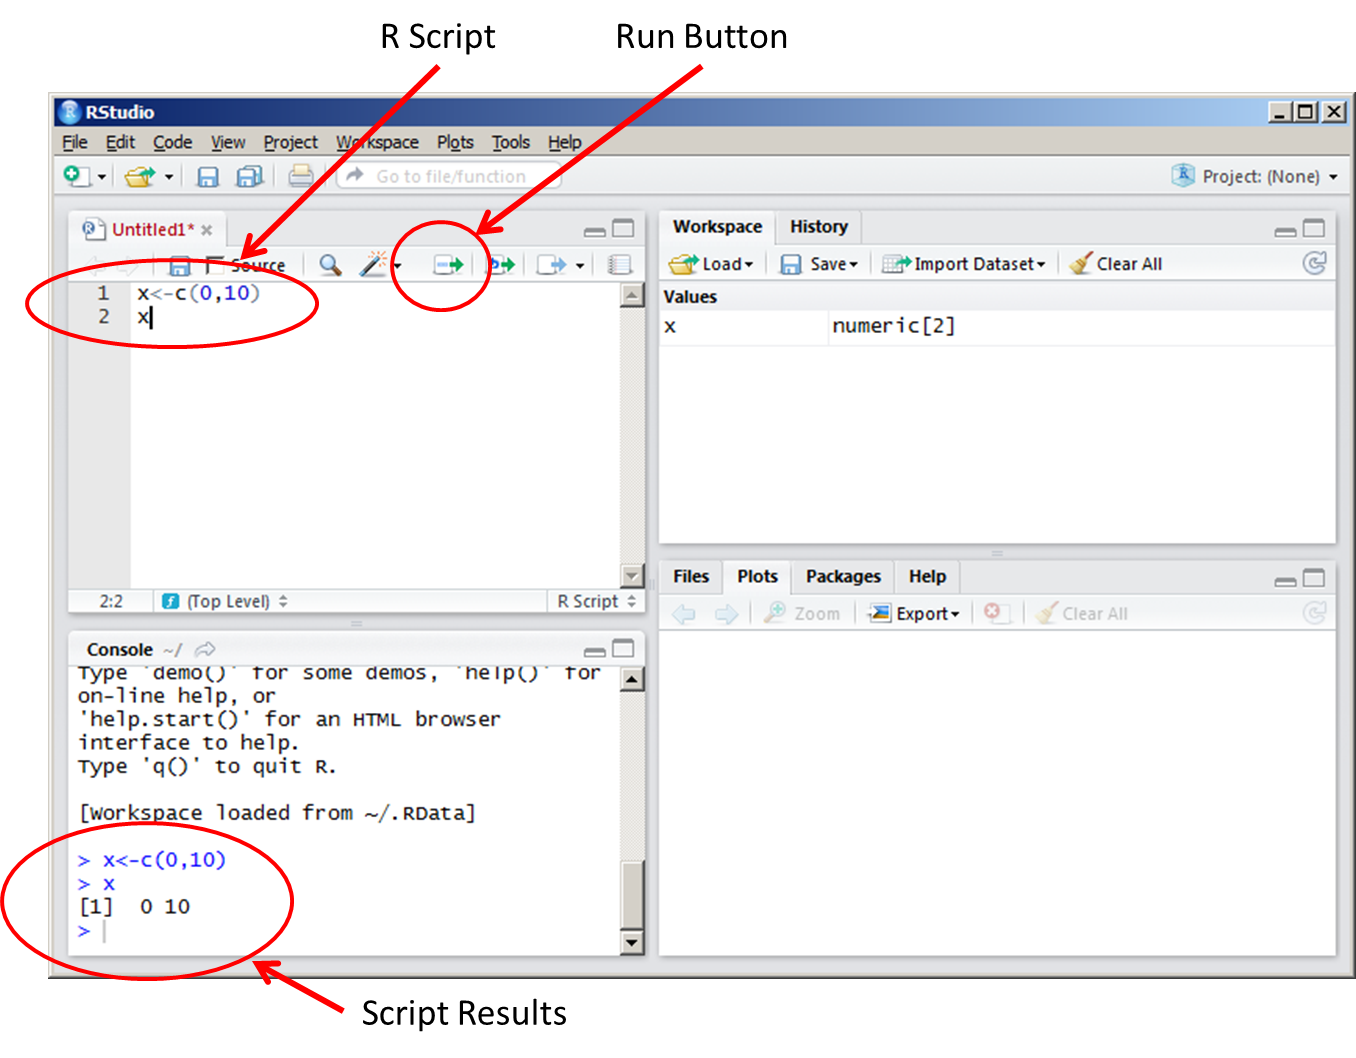 R Script Run Button
RStudio
File Edit Code View Project Workspace Plots Tools Help
Go to file/function Project: (None)
Untitled1*
Source
1 x<-c(0,10)
2 x
2:2 (Top Level) R Script
Workspace History
Load Save Import Dataset Clear All
Values
x numeric[2]
Files Plots Packages Help
Zoom Export Clear All
Console ~/
Type 'demo()' for some demos, 'help()' for
on-line help, or
'help.start()' for an HTML browser
interface to help.
Type 'q()' to quit R.
[Workspace loaded from ~/.RData]
> x<-c(0,10)
> x
[1]  0 10
>
Script Results